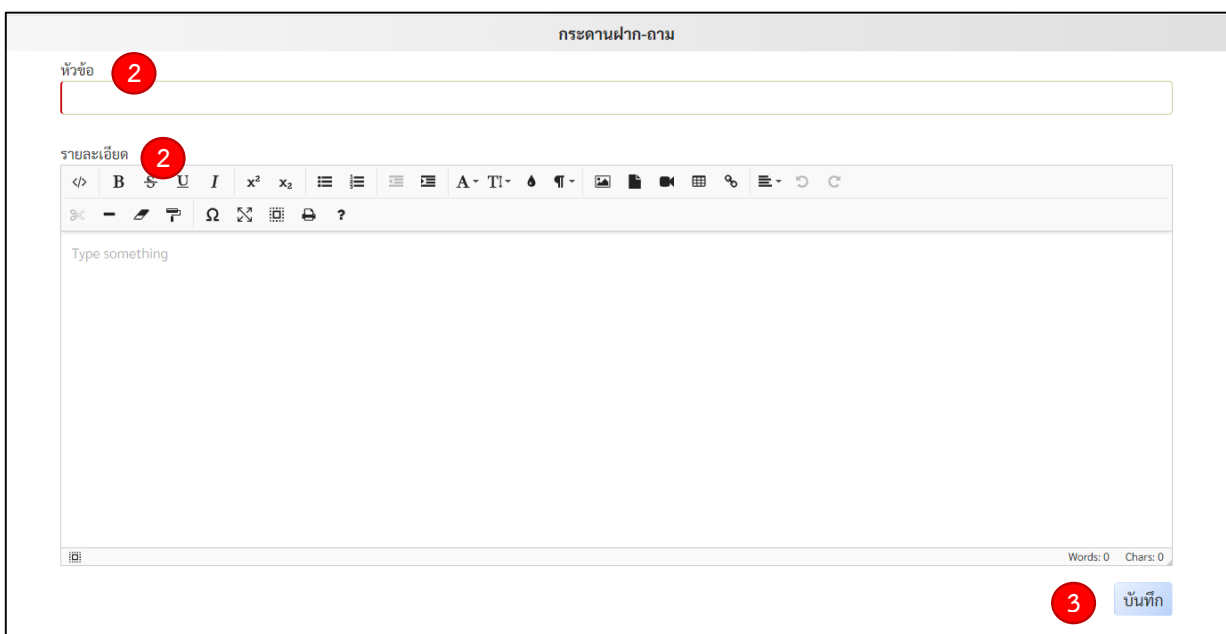 กระดานฝาก-ถาม
หัวข้อ 2
รายละเอียด 2
</> B S U I x² x₂ A T ¶
Ω ?
Type something
Words: 0 Chars: 0
3 บันทึก